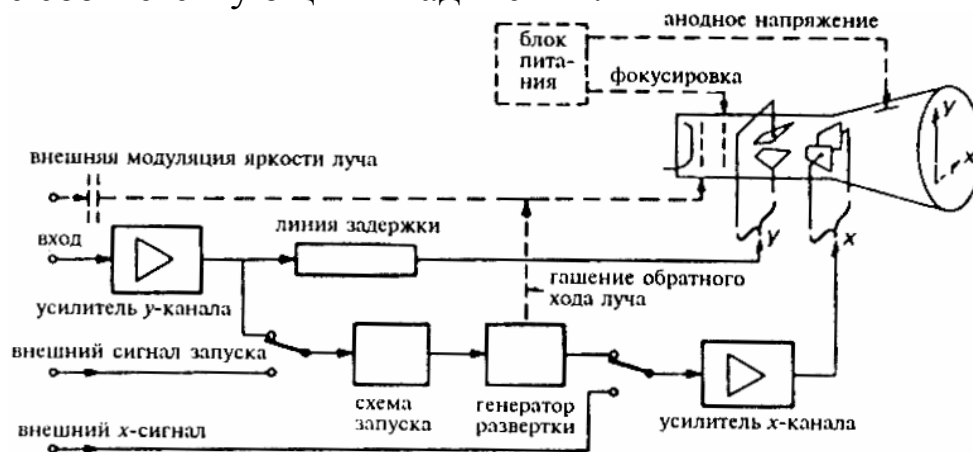 анодное напряжение
блок
пита-
ния
фокусировка
y
x
внешняя модуляция яркости луча
вход
линия задержки
y
x
усилитель y-канала
гашение обратного
хода луча
внешний сигнал запуска
схема
запуска
генератор
развертки
усилитель x-канала
внешний x-сигнал